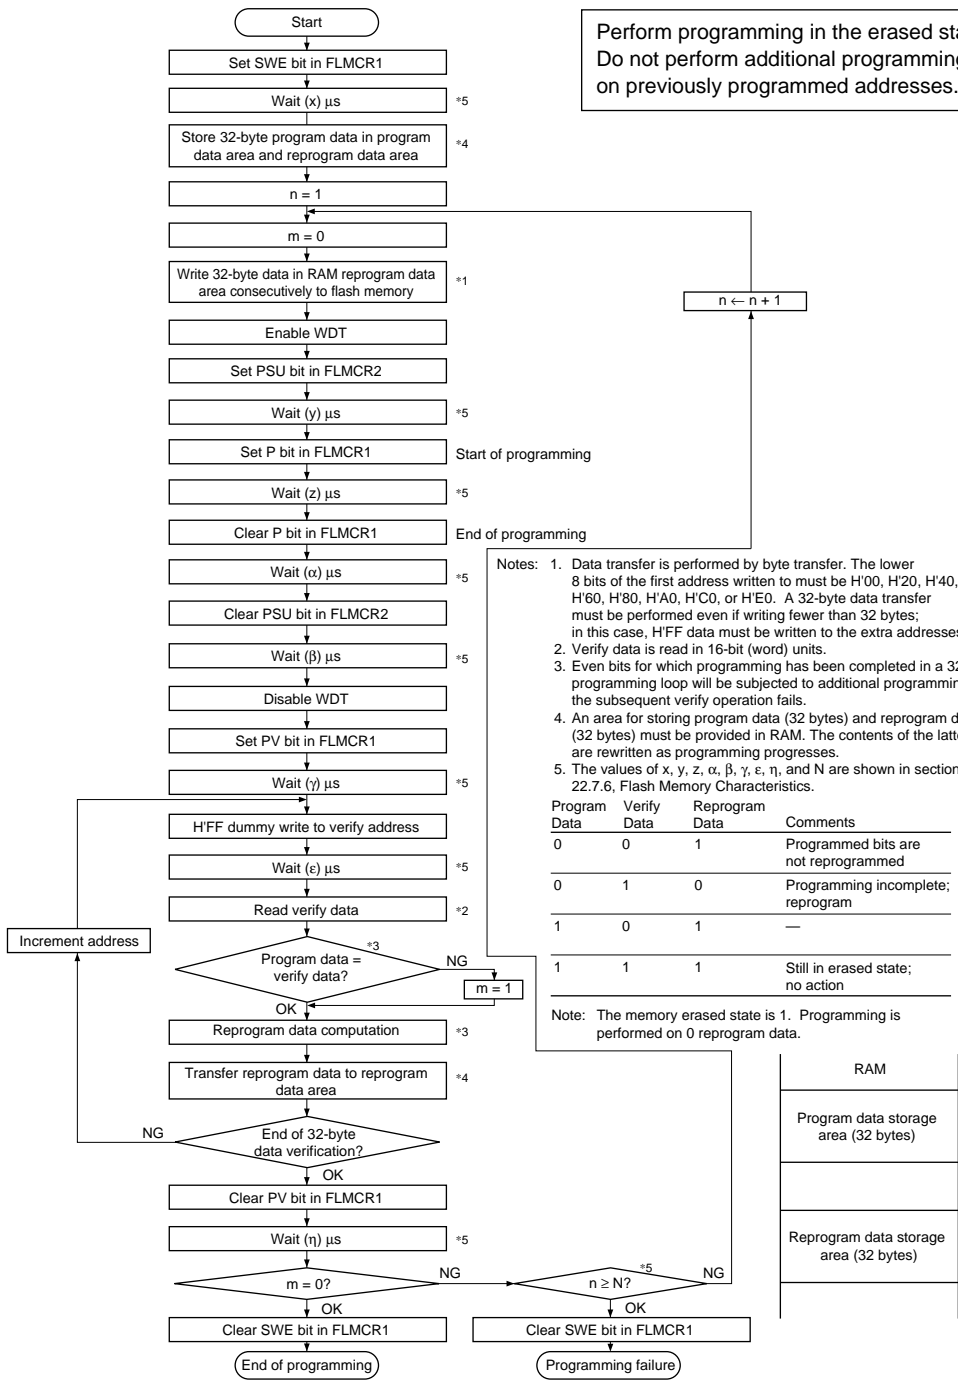 Start
Perform programming in the erased sta
Do not perform additional programming
on previously programmed addresses.
Set SWE bit in FLMCR1
Wait (x) μs *5
Store 32-byte program data in program
data area and reprogram data area *4
n = 1
m = 0
Write 32-byte data in RAM reprogram data
area consecutively to flash memory *1
n ← n + 1
Enable WDT
Set PSU bit in FLMCR2
Wait (y) μs *5
Set P bit in FLMCR1 Start of programming
Wait (z) μs *5
Clear P bit in FLMCR1 End of programming
Wait (α) μs *5
Clear PSU bit in FLMCR2
Wait (β) μs *5
Disable WDT
Set PV bit in FLMCR1
Wait (γ) μs *5
H'FF dummy write to verify address
Wait (ε) μs *5
Read verify data *2
Increment address
Program data =
verify data? *3
NG
m = 1
OK
Reprogram data computation *3
Transfer reprogram data to reprogram
data area *4
NG
End of 32-byte
data verification?
OK
Clear PV bit in FLMCR1
Wait (η) μs *5
m = 0?
NG
n ≥ N? *5
NG
OK
OK
Clear SWE bit in FLMCR1
Clear SWE bit in FLMCR1
End of programming
Programming failure
Notes: 1. Data transfer is performed by byte transfer. The lower
8 bits of the first address written to must be H'00, H'20, H'40,
H'60, H'80, H'A0, H'C0, or H'E0. A 32-byte data transfer
must be performed even if writing fewer than 32 bytes;
in this case, H'FF data must be written to the extra addresses
2. Verify data is read in 16-bit (word) units.
3. Even bits for which programming has been completed in a 32
programming loop will be subjected to additional programmin
the subsequent verify operation fails.
4. An area for storing program data (32 bytes) and reprogram d
(32 bytes) must be provided in RAM. The contents of the latte
are rewritten as programming progresses.
5. The values of x, y, z, α, β, γ, ε, η, and N are shown in section
22.7.6, Flash Memory Characteristics.
Program Verify Reprogram
Data Data Data Comments
0 0 1 Programmed bits are
not reprogrammed
0 1 0 Programming incomplete;
reprogram
1 0 1 —
1 1 1 Still in erased state;
no action
Note: The memory erased state is 1. Programming is
performed on 0 reprogram data.
RAM
Program data storage
area (32 bytes)
Reprogram data storage
area (32 bytes)